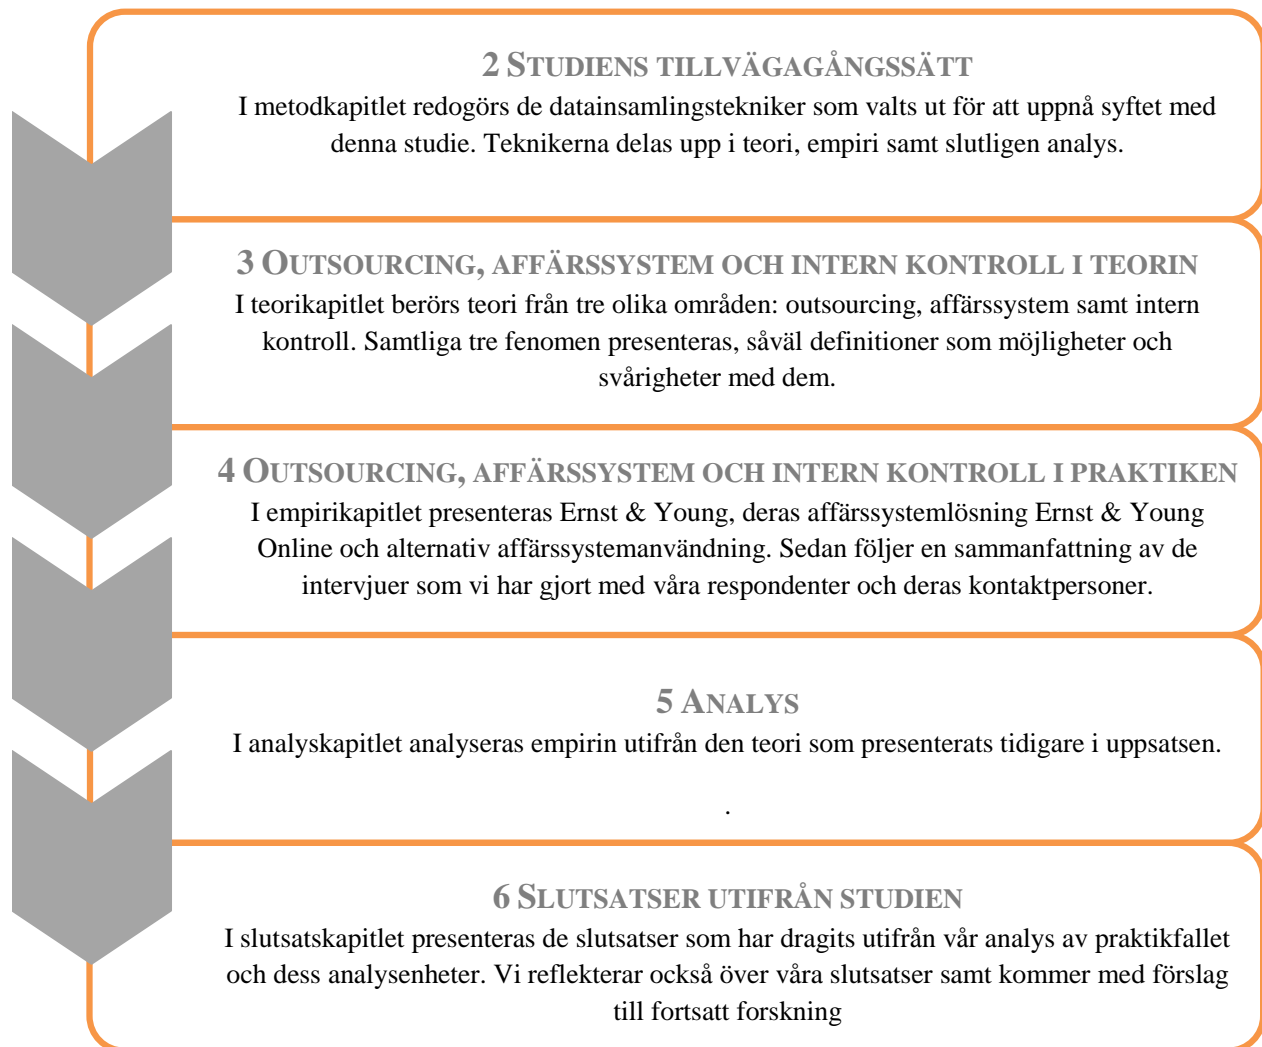 2 STUDIENS TILLVÄGAGÅNGSSÄTT
I metodkapitlet redogörs de datainsamlingstekniker som valts ut för att uppnå syftet med
denna studie. Teknikerna delas upp i teori, empiri samt slutligen analys.
3 OUTSOURCING, AFFÄRSSYSTEM OCH INTERN KONTROLL I TEORIN
I teorikapitlet berörs teori från tre olika områden: outsourcing, affärssystem samt intern
kontroll. Samtliga tre fenomen presenteras, såväl definitioner som möjligheter och
svårigheter med dem.
4 OUTSOURCING, AFFÄRSSYSTEM OCH INTERN KONTROLL I PRAKTIKEN
I empirikapitlet presenteras Ernst & Young, deras affärssystemlösning Ernst & Young
Online och alternativ affärssystemanvändning. Sedan följer en sammanfattning av de
intervjuer som vi har gjort med våra respondenter och deras kontaktpersoner.
5 ANALYS
I analyskapitlet analyseras empirin utifrån den teori som presenterats tidigare i uppsatsen.
.
6 SLUTSATSER UTIFRÅN STUDIEN
I slutsatskapitlet presenteras de slutsatser som har dragits utifrån vår analys av praktikfallet
och dess analysenheter. Vi reflekterar också över våra slutsatser samt kommer med förslag
till fortsatt forskning